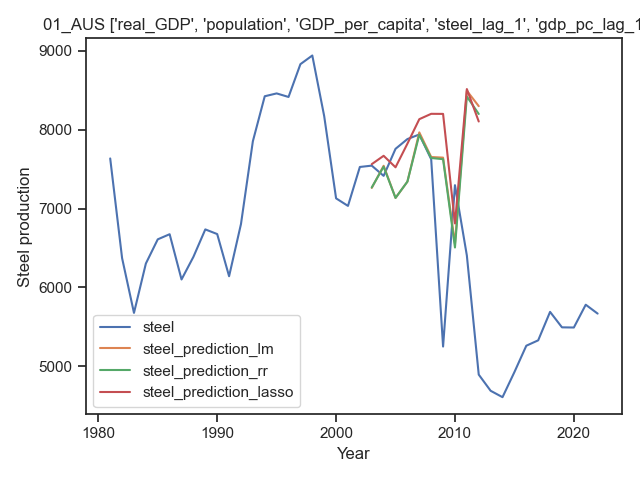 01_AUS ['real_GDP', 'population', 'GDP_per_capita', 'steel_lag_1', 'gdp_pc_lag_1
9000
8000
7000
6000
5000
Steel production
steel
steel_prediction_lm
steel_prediction_rr
steel_prediction_lasso
1980
1990
2000
2010
2020
Year